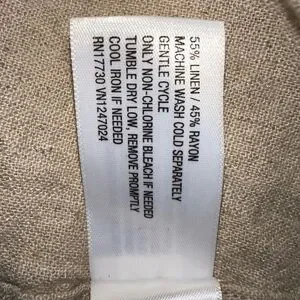 55% LINEN / 45% RAYON
MACHINE WASH COLD SEPARATELY
GENTLE CYCLE
ONLY NON-CHLORINE BLEACH IF NEEDED
TUMBLE DRY LOW, REMOVE PROMPTLY
COOL IRON IF NEEDED
RN17730 VN1247024